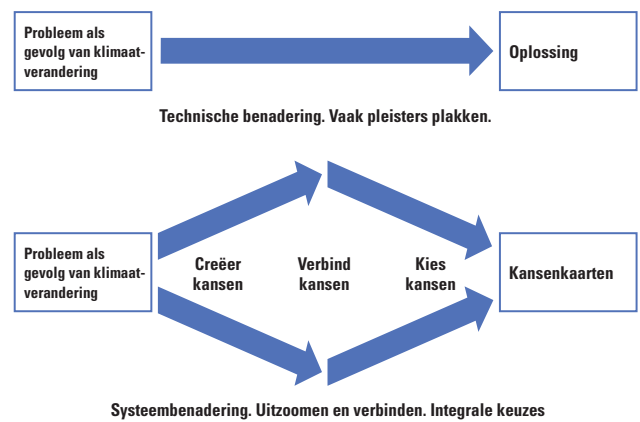 Probleem als
gevolg van klimaat-
verandering
Oplossing
Technische benadering. Vaak pleisters plakken.
Probleem als
gevolg van klimaat-
verandering
Creëer
kansen
Verbind
kansen
Kies
kansen
Kansenkaarten
Systeembenadering. Uitzoomen en verbinden. Integrale keuzes